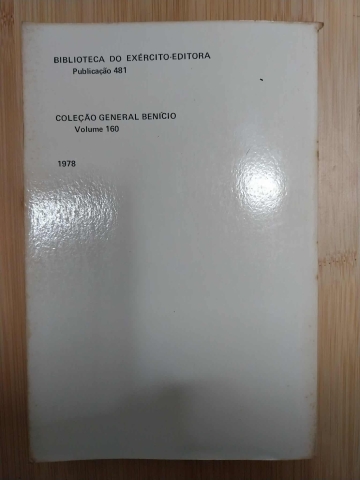 BIBLIOTECA DO EXÉRCITO-EDITORA
Publicação 481
COLEÇÃO GENERAL BENÍCIO
Volume 160
1978